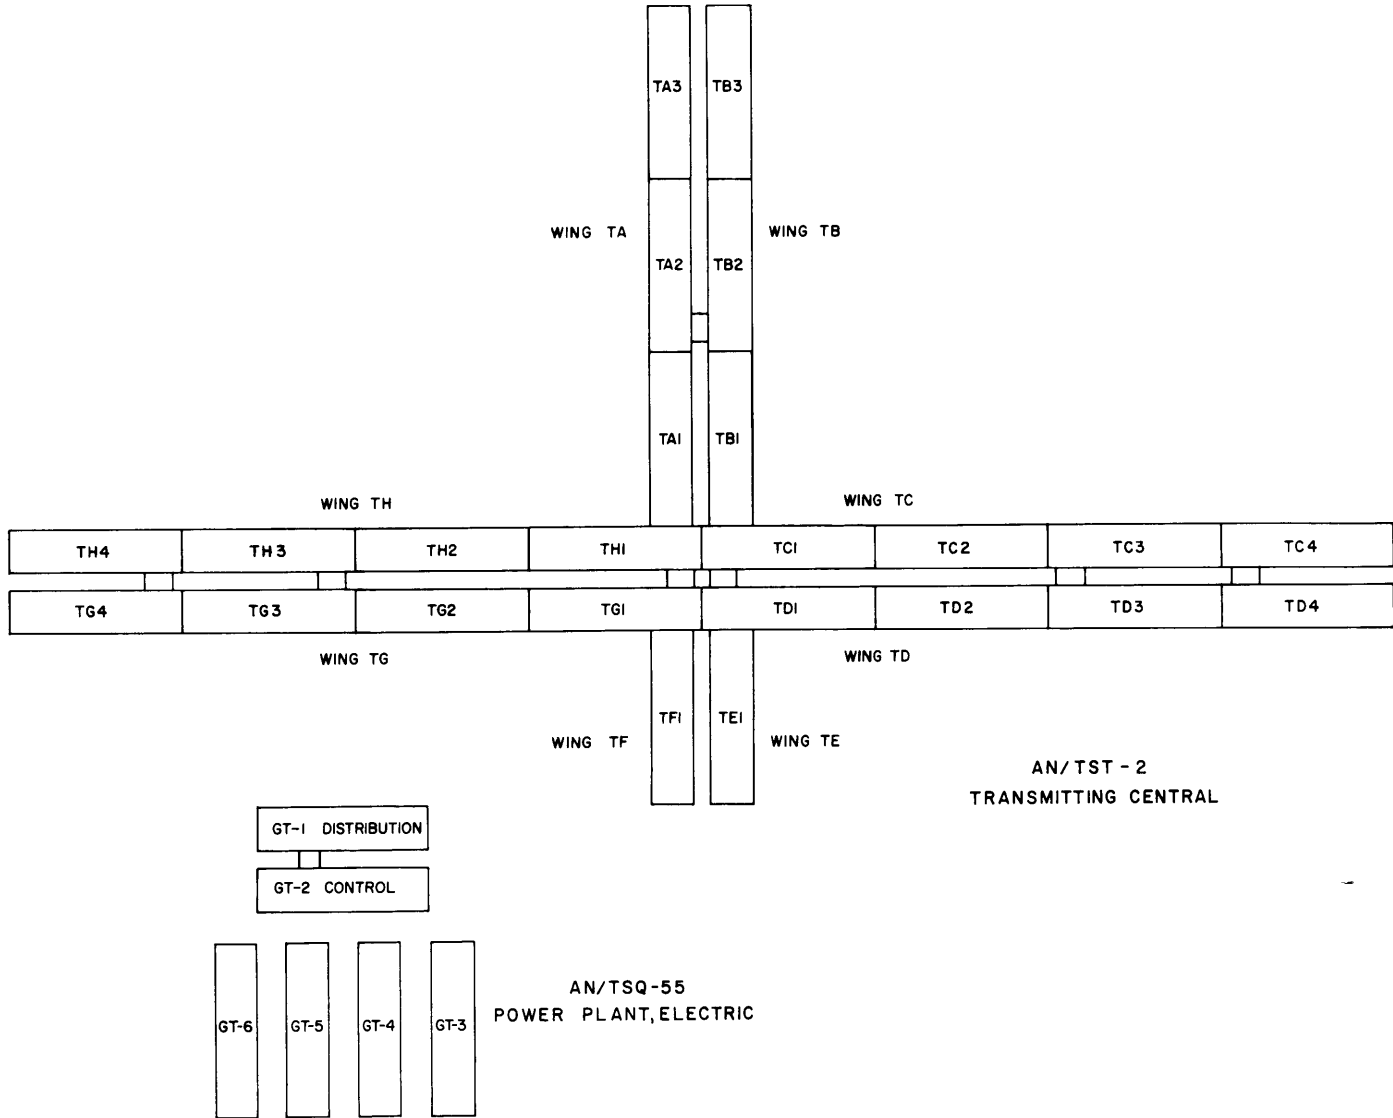 TA3 TB3
WING TA WING TB
TA2 TB2
TA1 TB1
WING TH WING TC
TH4 TH3 TH2 TH1 TC1 TC2 TC3 TC4
TG4 TG3 TG2 TG1 TD1 TD2 TD3 TD4
WING TG WING TD
TF1 TE1
WING TF WING TE
AN/TST-2
TRANSMITTING CENTRAL
GT-1 DISTRIBUTION
GT-2 CONTROL
AN/TSQ-55
POWER PLANT, ELECTRIC
GT-6 GT-5 GT-4 GT-3